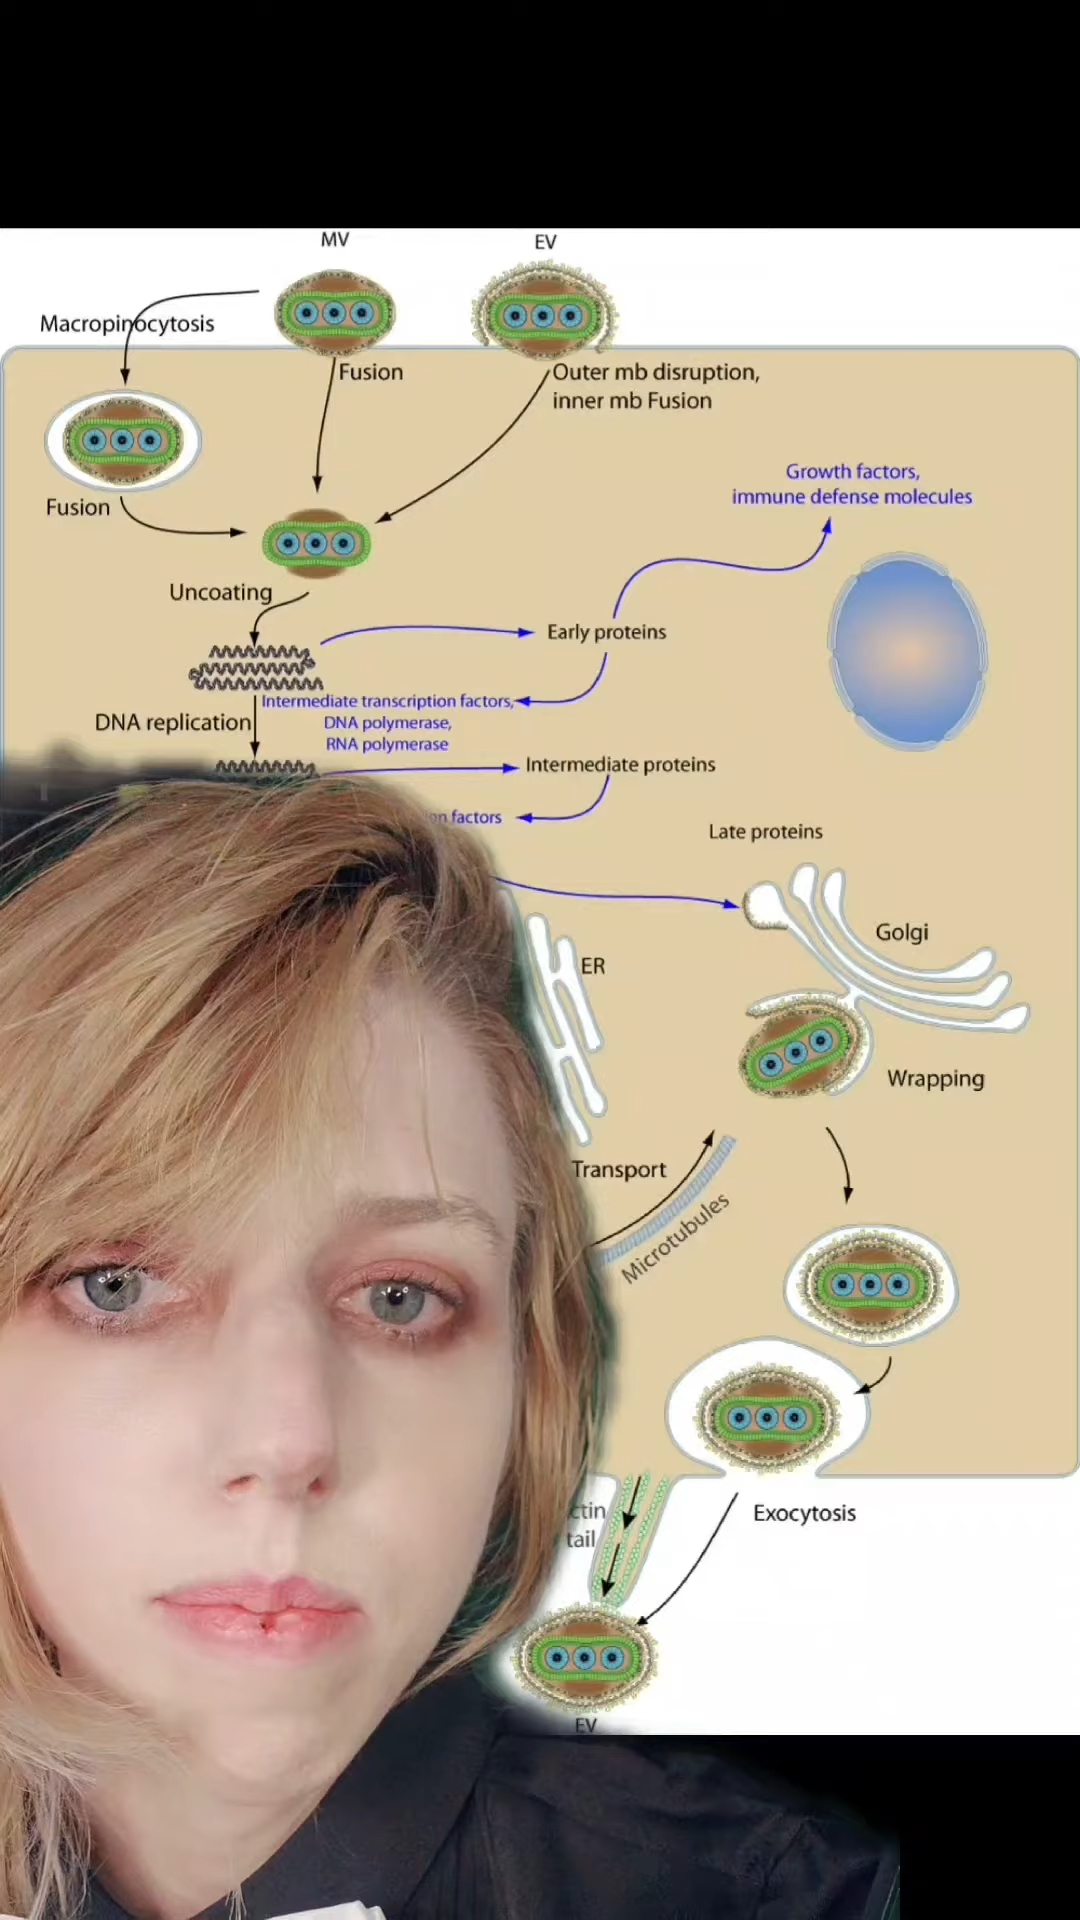 MV
EV
Macropinocytosis
Fusion
Outer mb disruption,
inner mb Fusion
Growth factors,
immune defense molecules
Fusion
Uncoating
Early proteins
Intermediate transcription factors,
DNA polymerase,
RNA polymerase
DNA replication
Intermediate proteins
factors
Late proteins
Golgi
ER
Wrapping
Transport
Microtubules
Exocytosis
tail
EV